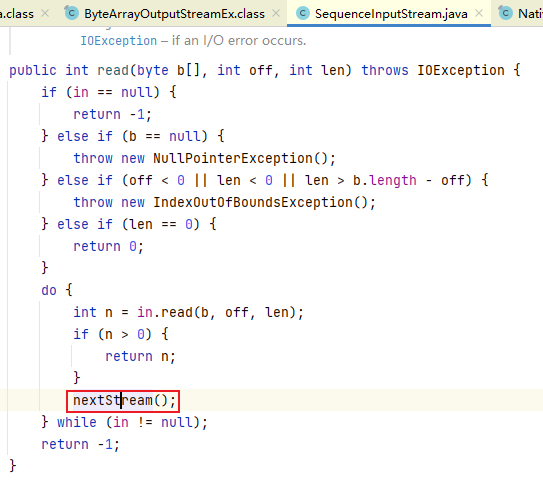 a.class × ByteArrayOutputStreamEx.class × SequenceInputStream.java × Nati
IOException – if an I/O error occurs.
public int read(byte b[], int off, int len) throws IOException {
    if (in == null) {
        return -1;
    } else if (b == null) {
        throw new NullPointerException();
    } else if (off < 0 || len < 0 || len > b.length - off) {
        throw new IndexOutOfBoundsException();
    } else if (len == 0) {
        return 0;
    }
    do {
        int n = in.read(b, off, len);
        if (n > 0) {
            return n;
        }
        nextStream();
    } while (in != null);
    return -1;
}